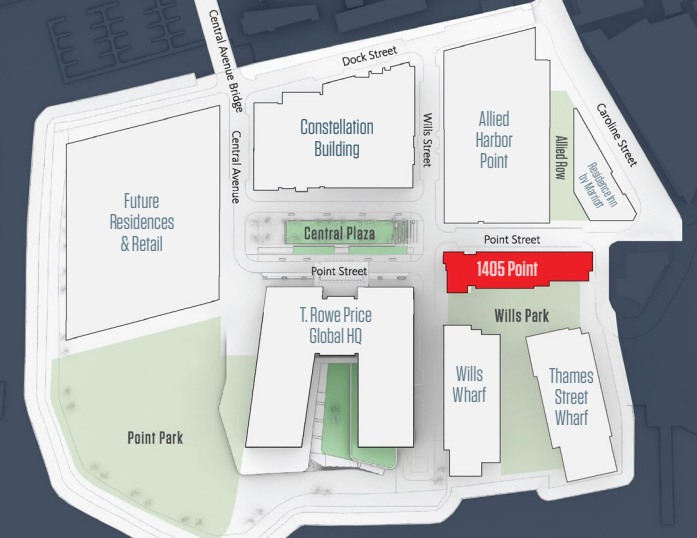 Central Avenue Bridge
Dock Street
Constellation
Building
Wills Street
Allied
Harbor
Point
Allied Row
Caroline Street
Residence Inn
by Marriott
Central Avenue
Future
Residences
& Retail
Central Plaza
Point Street
Point Street
1405 Point
T. Rowe Price
Global HQ
Wills Park
Wills
Wharf
Thames
Street
Wharf
Point Park